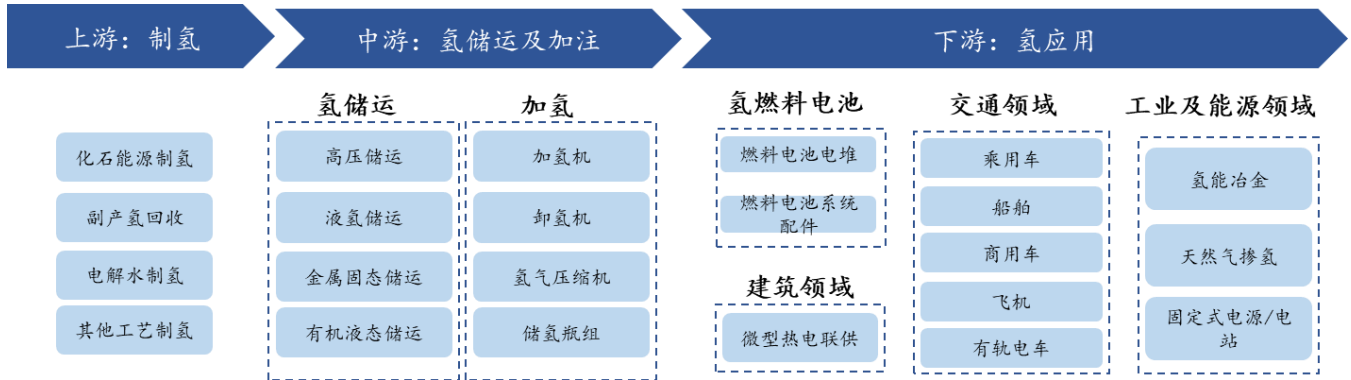 上游：制氢
中游：氢储运及加注
下游：氢应用
化石能源制氢
副产氢回收
电解水制氢
其他工艺制氢
氢储运
高压储运
液氢储运
金属固态储运
有机液态储运
加氢
加氢机
卸氢机
氢气压缩机
储氢瓶组
氢燃料电池
燃料电池电堆
燃料电池系统
配件
建筑领域
微型热电联供
交通领域
乘用车
船舶
商用车
飞机
有轨电车
工业及能源领域
氢能冶金
天然气掺氢
固定式电源/电
站